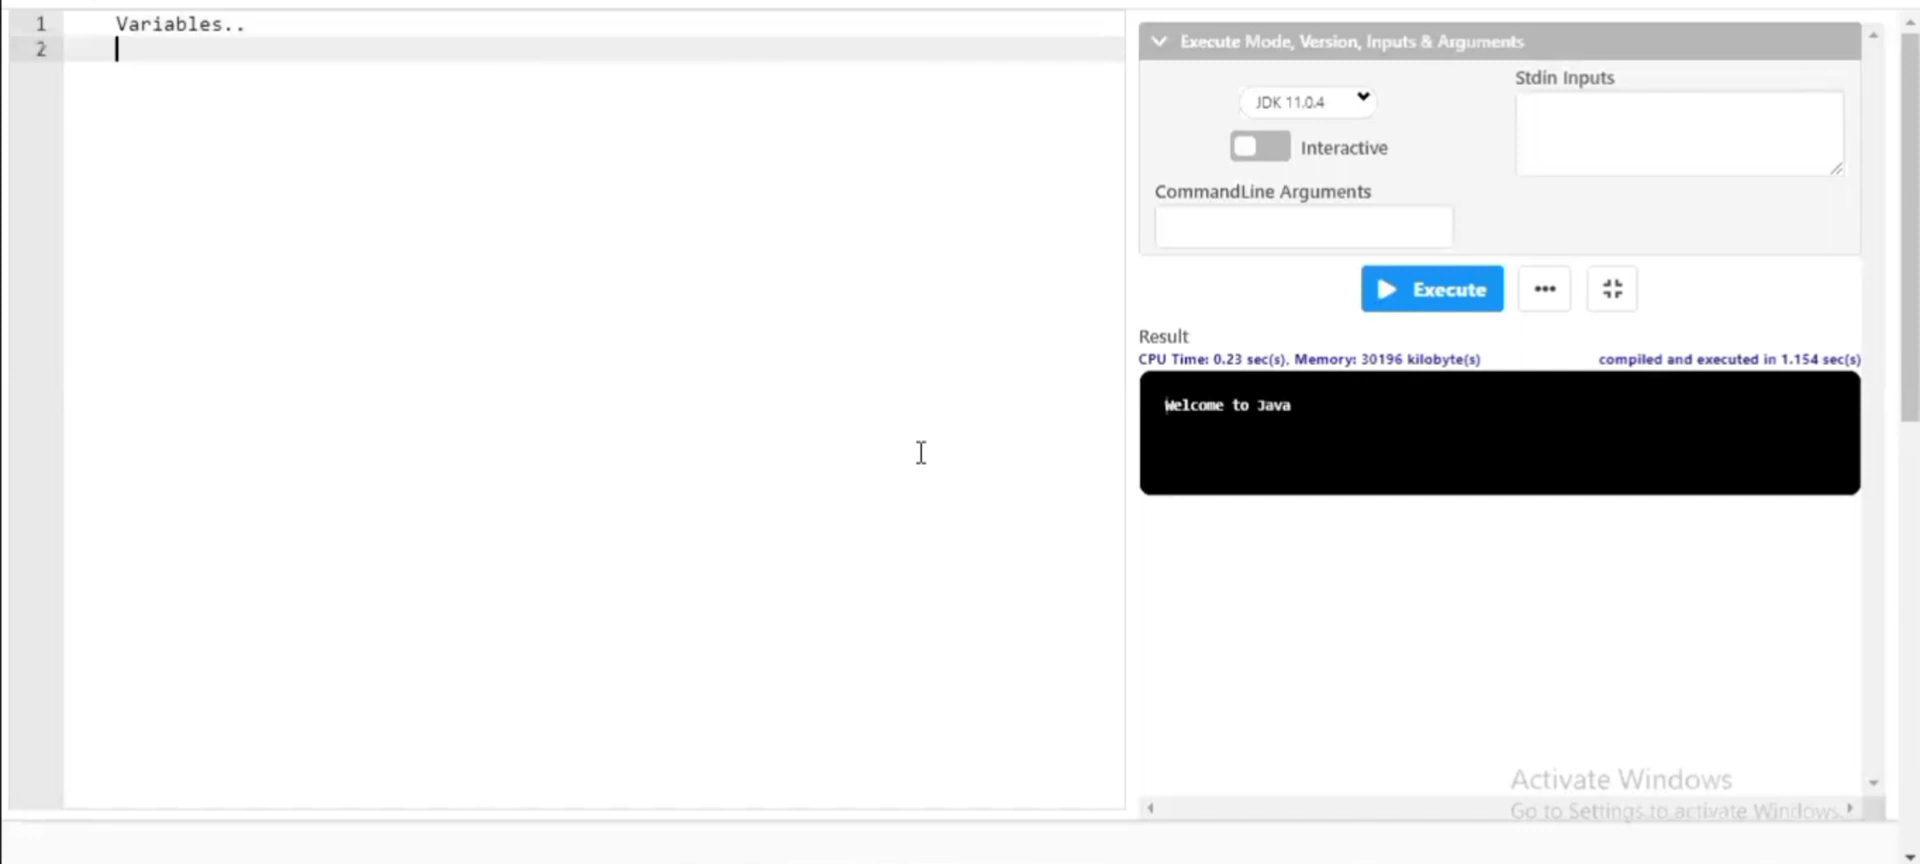 1 Variables..
2
Execute Mode, Version, Inputs & Arguments
JDK 11.0.4
Stdin Inputs
Interactive
CommandLine Arguments
Execute
Result
CPU Time: 0.23 sec(s), Memory: 30196 kilobyte(s)
compiled and executed in 1.154 sec(s)
Welcome to Java
Activate Windows
Go to Settings to activate Windows.